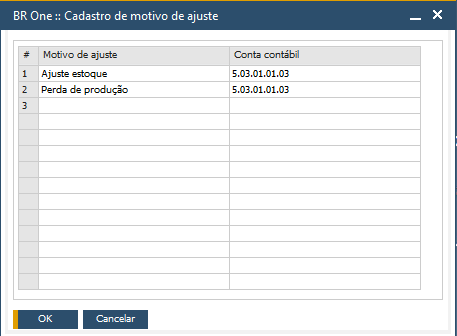 BR One :: Cadastro de motivo de ajuste
# Motivo de ajuste Conta contábil
1 Ajuste estoque 5.03.01.01.03
2 Perda de produção 5.03.01.01.03
3
OK Cancelar